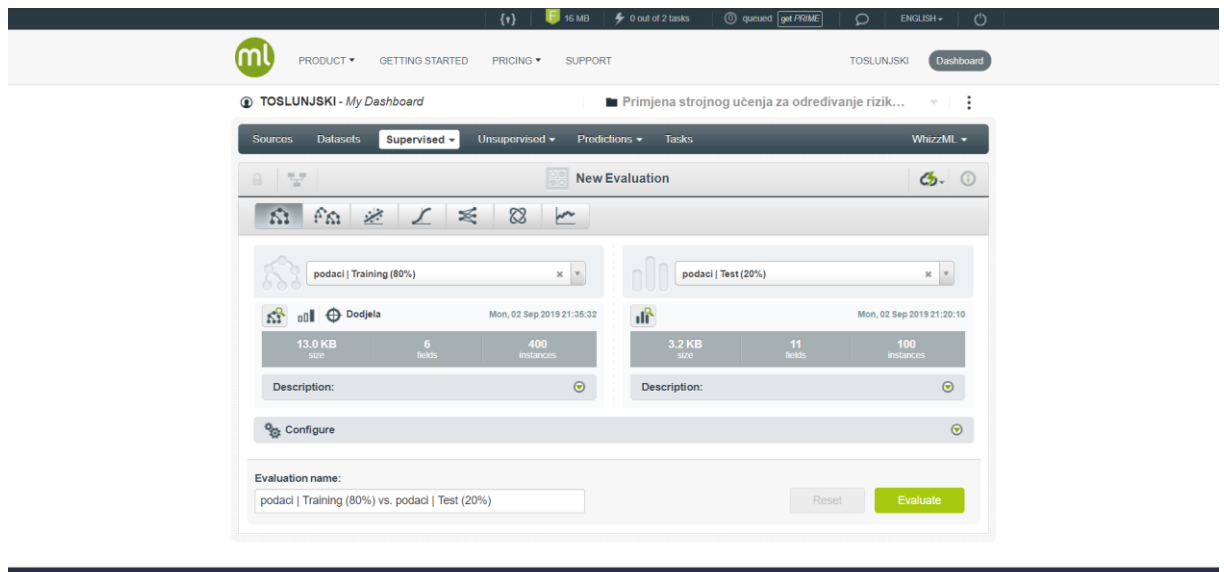 { } F 16 MB 0 out of 2 tasks 0 queued get PRIME ENGLISH
ml PRODUCT GETTING STARTED PRICING SUPPORT TOSLUNJSKI Dashboard
TOSLUNJSKI - My Dashboard Primjena strojnog učenja za određivanje rizik...
Sources Datasets Supervised Unsupervised Predictions Tasks WhizzML
New Evaluation
podaci | Training (80%) podaci | Test (20%)
Dodjela Mon, 02 Sep 2019 21:35:32 Mon, 02 Sep 2019 21:20:10
13.0 KB 6 400 3.2 KB 11 100
size fields instances size fields instances
Description: Description:
Configure
Evaluation name:
podaci | Training (80%) vs. podaci | Test (20%) Reset Evaluate